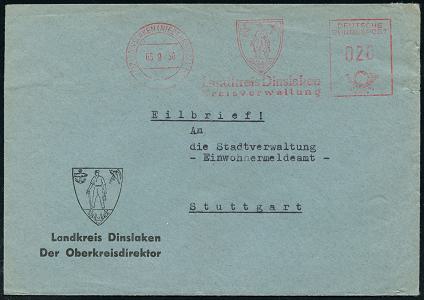 DEUTSCHE
BUNDESPOST
020
Landkreis Dinslaken
Kreisverwaltung
Eilbrief!
An
die Stadtverwaltung
- Einwohnermeldeamt -
Stuttgart
Landkreis Dinslaken
Der Oberkreisdirektor